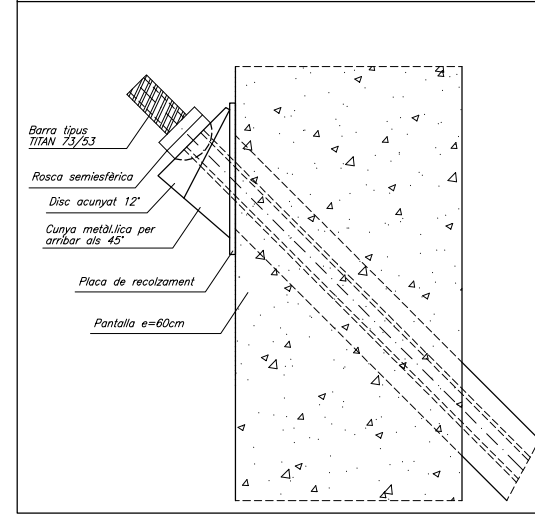 Barra tipus
TITAN 73/53
Rosca semiesfèrica
Disc acunyat 12°
Cunya metàl.lica per
arribar als 45°
Placa de recolzament
Pantalla e=60cm